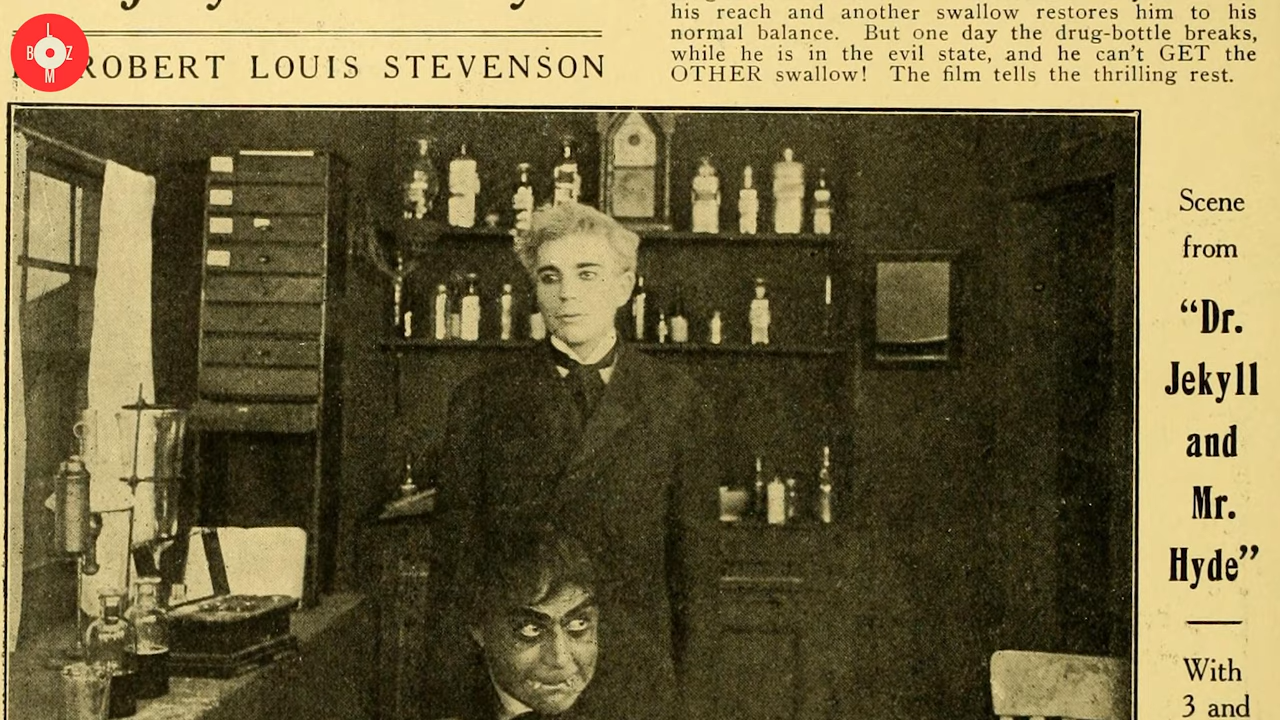 ROBERT LOUIS STEVENSON
his reach and another swallow restores him to his
normal balance. But one day the drug-bottle breaks,
while he is in the evil state, and he can't GET the
OTHER swallow! The film tells the thrilling rest.
Scene
from
“Dr.
Jekyll
and
Mr.
Hyde”
With
3 and
L
B Z
M